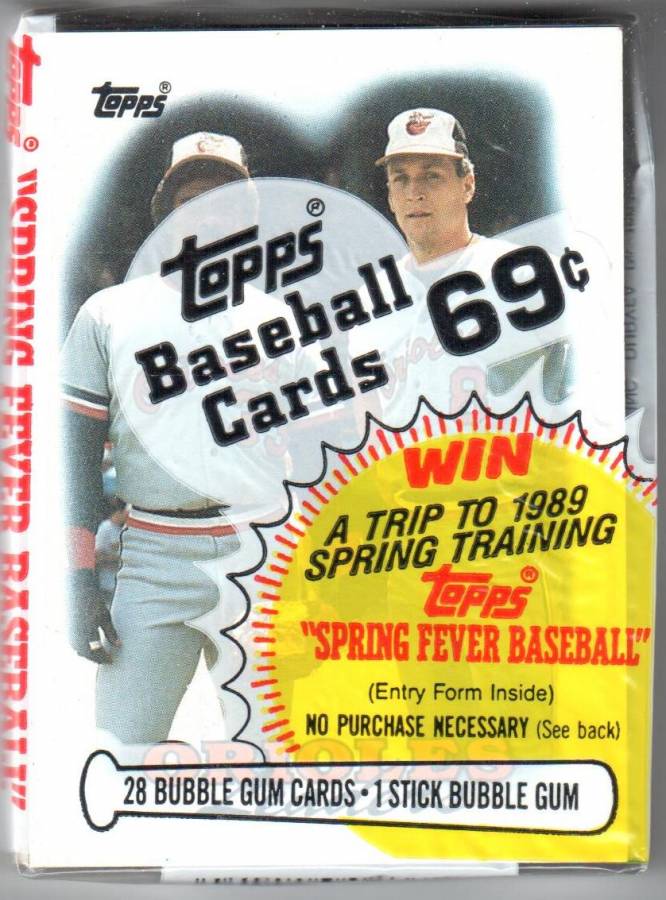 Topps®
Topps®
Baseball
Cards
69¢
WIN
A TRIP TO 1989
SPRING TRAINING
Topps®
"SPRING FEVER BASEBALL"
(Entry Form Inside)
NO PURCHASE NECESSARY (See back)
ORIOLES
28 BUBBLE GUM CARDS • 1 STICK BUBBLE GUM
Topps® "SPRING FEVER BASEBALL"